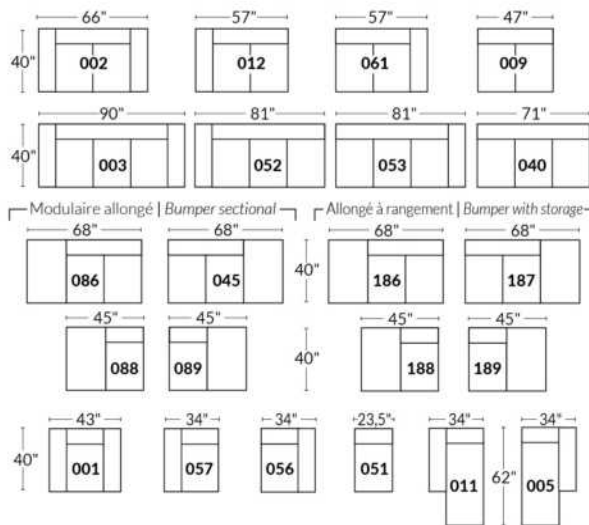 66" 57" 57" 47"
40" 002 012 061 009
90" 81" 81" 71"
40" 003 052 053 040
Modulaire allongé | Bumper sectional Allongé à rangement | Bumper with storage
68" 68" 68" 68"
086 045 40" 186 187
45" 45" 45" 45"
088 089 40" 188 189
43" 34" 34" 23,5" 34" 34"
40" 001 057 056 051 011 62" 005